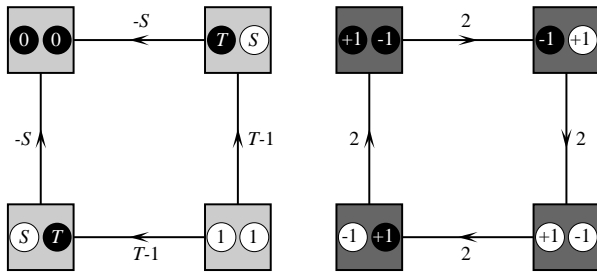 -S 2
0 0 T S +1 -1 -1 +1
-S T-1 2 2
S T 1 1 -1 +1 +1 -1
T-1 2